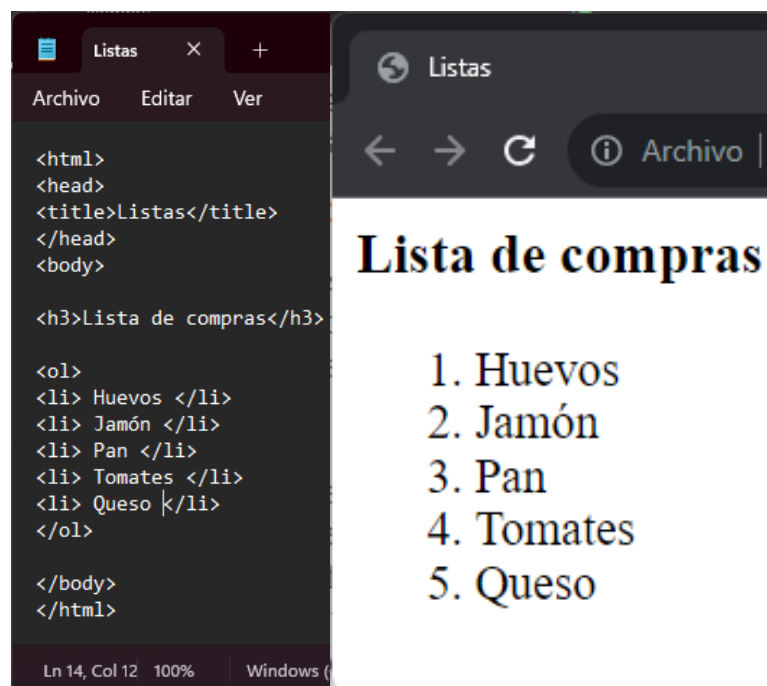 Listas
Archivo Editar Ver
<html>
<head>
<title>Listas</title>
</head>
<body>
<h3>Lista de compras</h3>
<ol>
<li> Huevos </li>
<li> Jamón </li>
<li> Pan </li>
<li> Tomates </li>
<li> Queso </li>
</ol>
</body>
</html>
Ln 14, Col 12 100% Windows (
Listas
Archivo
Lista de compras
1. Huevos
2. Jamón
3. Pan
4. Tomates
5. Queso